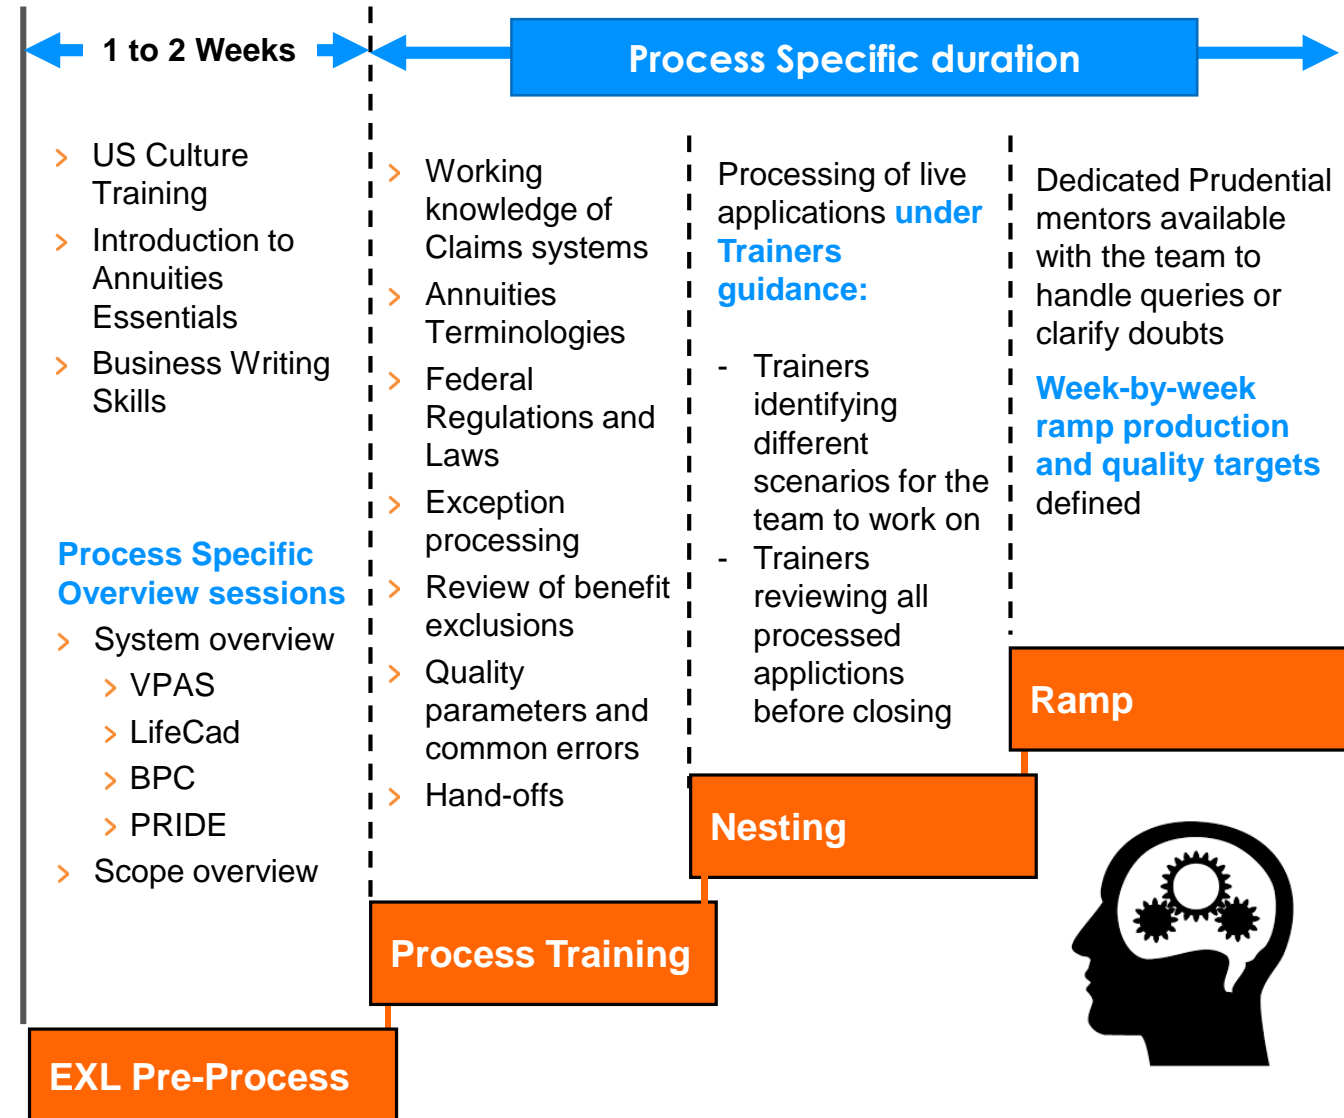 1 to 2 Weeks
Process Specific duration
US Culture
Training
Introduction to
Annuities
Essentials
Business Writing
Skills
Process Specific
Overview sessions
System overview
VPAS
LifeCad
BPC
PRIDE
Scope overview
EXL Pre-Process
Working
knowledge of
Claims systems
Annuities
Terminologies
Federal
Regulations and
Laws
Exception
processing
Review of benefit
exclusions
Quality
parameters and
common errors
Hand-offs
Process Training
Processing of live
applications under
Trainers
guidance:
- Trainers
identifying
different
scenarios for the
team to work on
- Trainers
reviewing all
processed
applictions
before closing
Nesting
Dedicated Prudential
mentors available
with the team to
handle queries or
clarify doubts
Week-by-week
ramp production
and quality targets
defined
Ramp